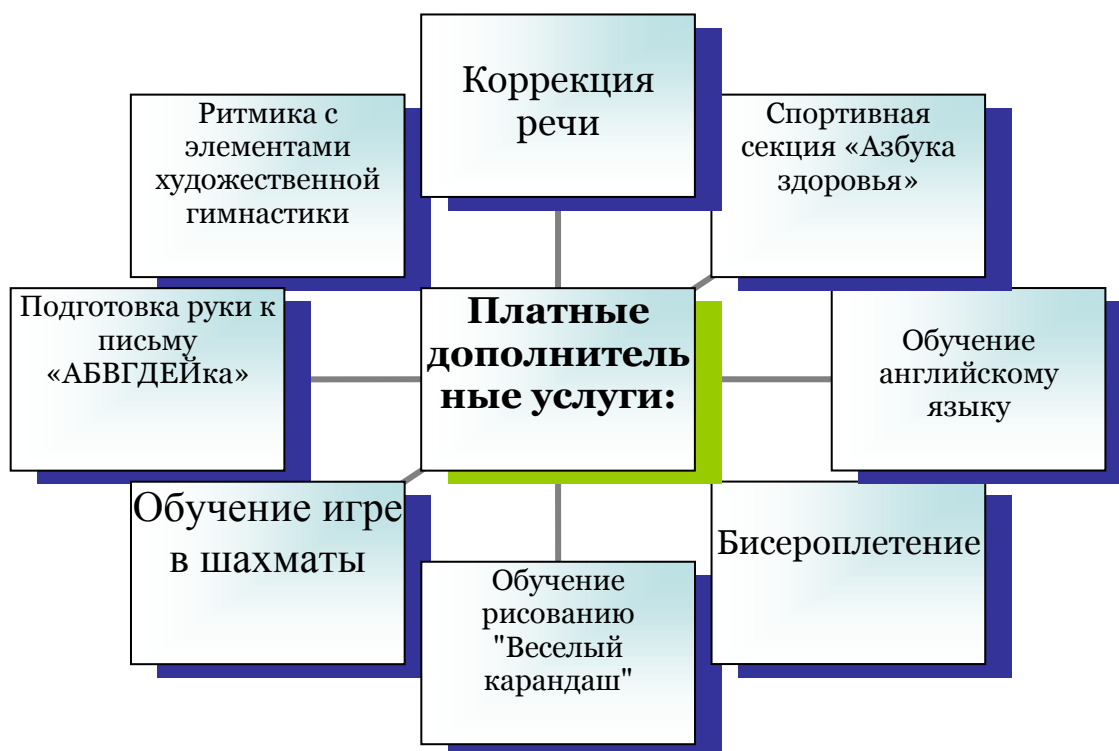 Коррекция
речи
Ритмика с
элементами
художественной
гимнастики
Спортивная
секция «Азбука
здоровья»
Подготовка руки к
письму
«АБВГДЕЙка»
Платные
дополнитель
ные услуги:
Обучение
английскому
языку
Обучение игре
в шахматы
Бисероплетение
Обучение
рисованию
"Веселый
карандаш"